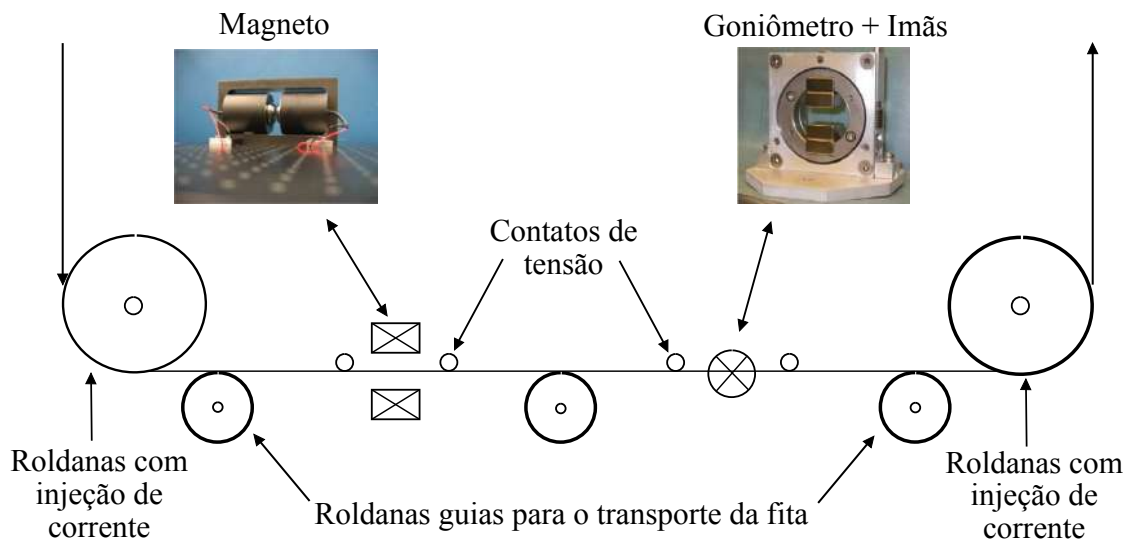 Magneto
Goniômetro + Imãs
Contatos de
tensão
Roldanas com
injeção de
corrente
Roldanas guias para o transporte da fita
Roldanas com
injeção de
corrente